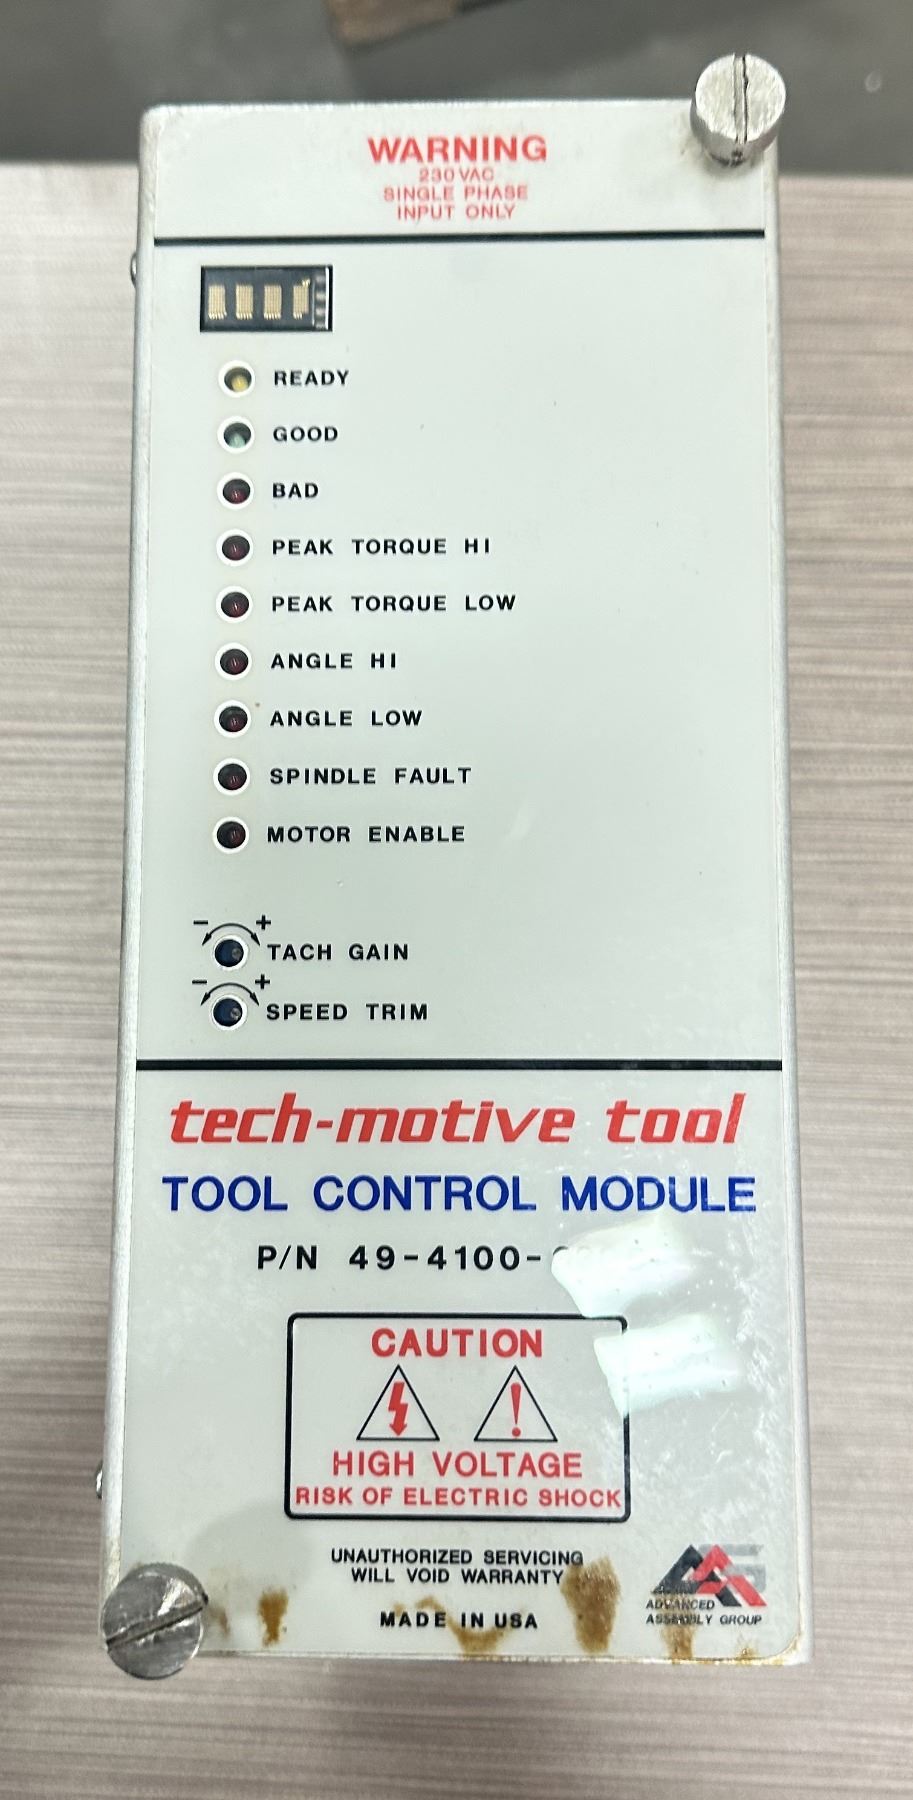 WARNING
230VAC
SINGLE PHASE
INPUT ONLY
READY
GOOD
BAD
PEAK TORQUE HI
PEAK TORQUE LOW
ANGLE HI
ANGLE LOW
SPINDLE FAULT
MOTOR ENABLE
- +
TACH GAIN
- +
SPEED TRIM
tech-motive tool
TOOL CONTROL MODULE
P/N 49-4100-
CAUTION
!
HIGH VOLTAGE
RISK OF ELECTRIC SHOCK
UNAUTHORIZED SERVICING
WILL VOID WARRANTY
MADE IN USA
AAG
ADVANCED
ASSEMBLY GROUP